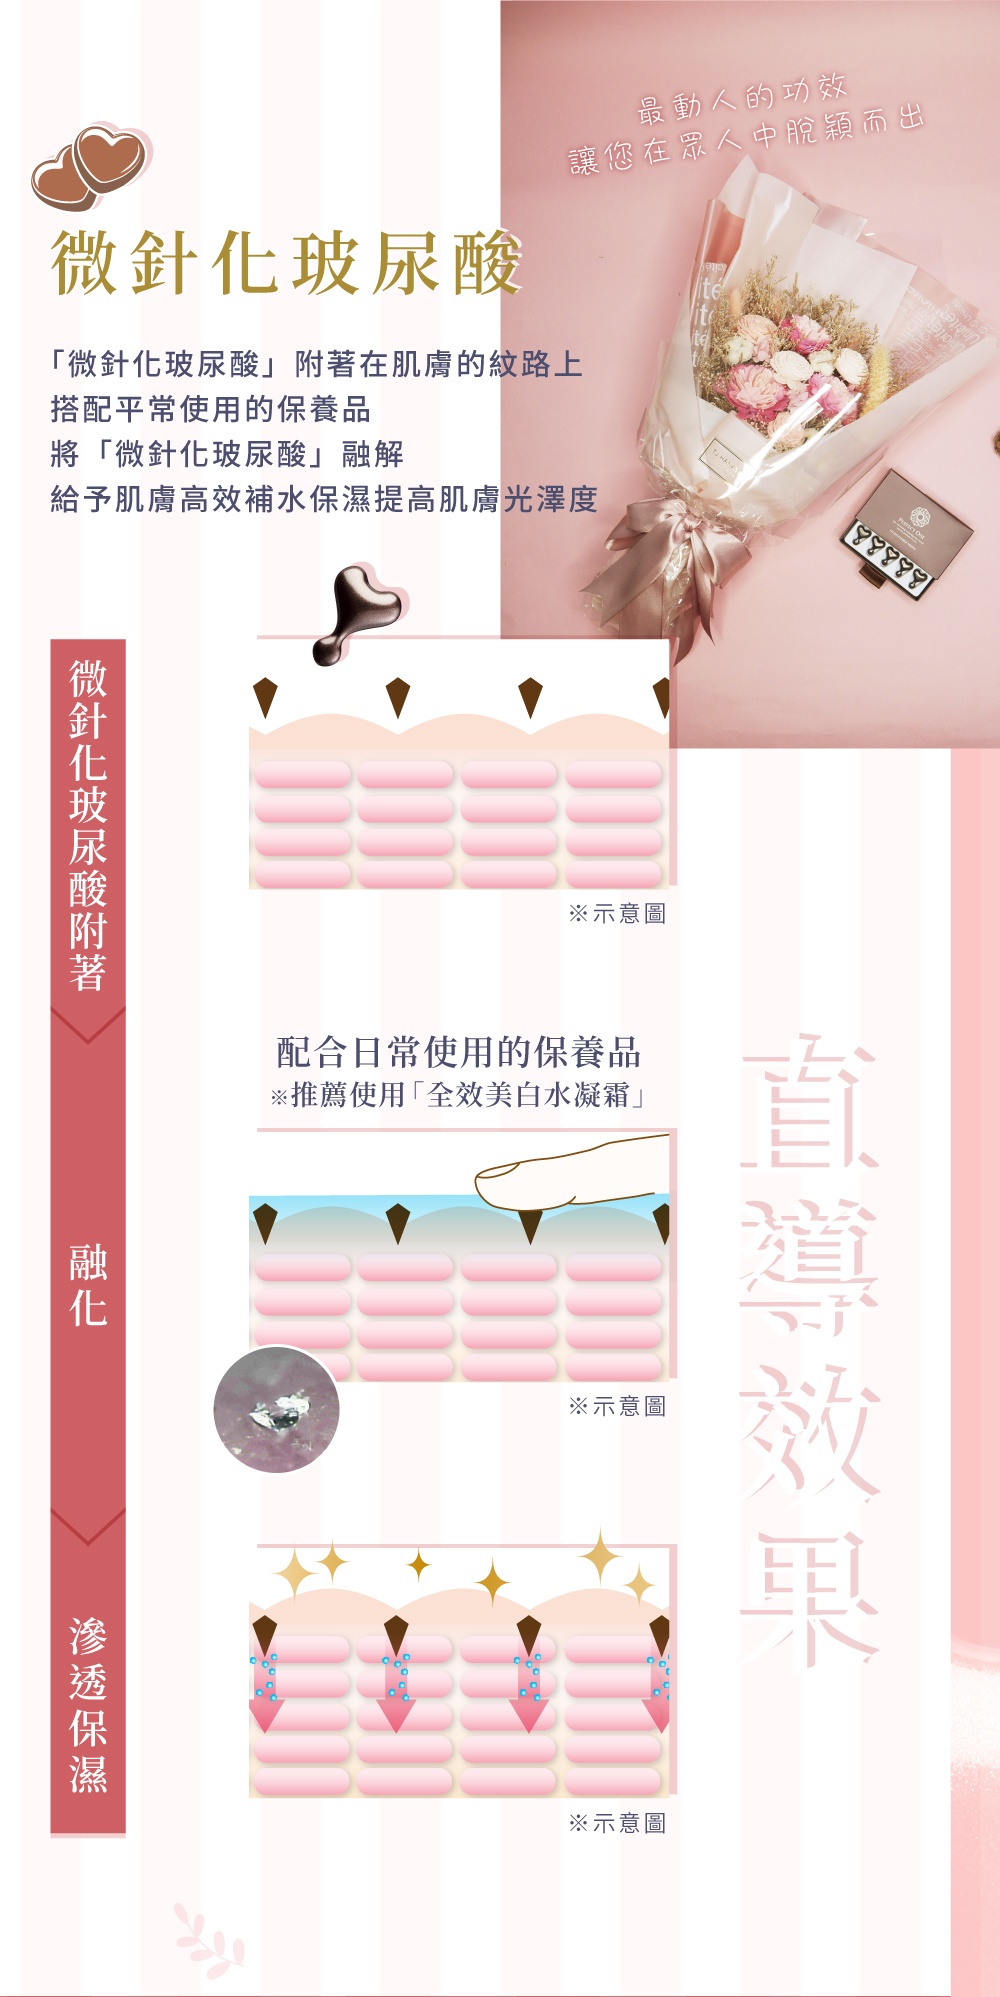 最動人的功效
讓您在眾人中脫穎而出
微針化玻尿酸
「微針化玻尿酸」附著在肌膚的紋路上
搭配平常使用的保養品
將「微針化玻尿酸」融解
給予肌膚高效補水保濕提高肌膚光澤度
微針化玻尿酸附著
※示意圖
配合日常使用的保養品
※推薦使用「全效美白水凝霜」
融化
※示意圖
滲透保濕
※示意圖
直導效果
PERFECT ONE